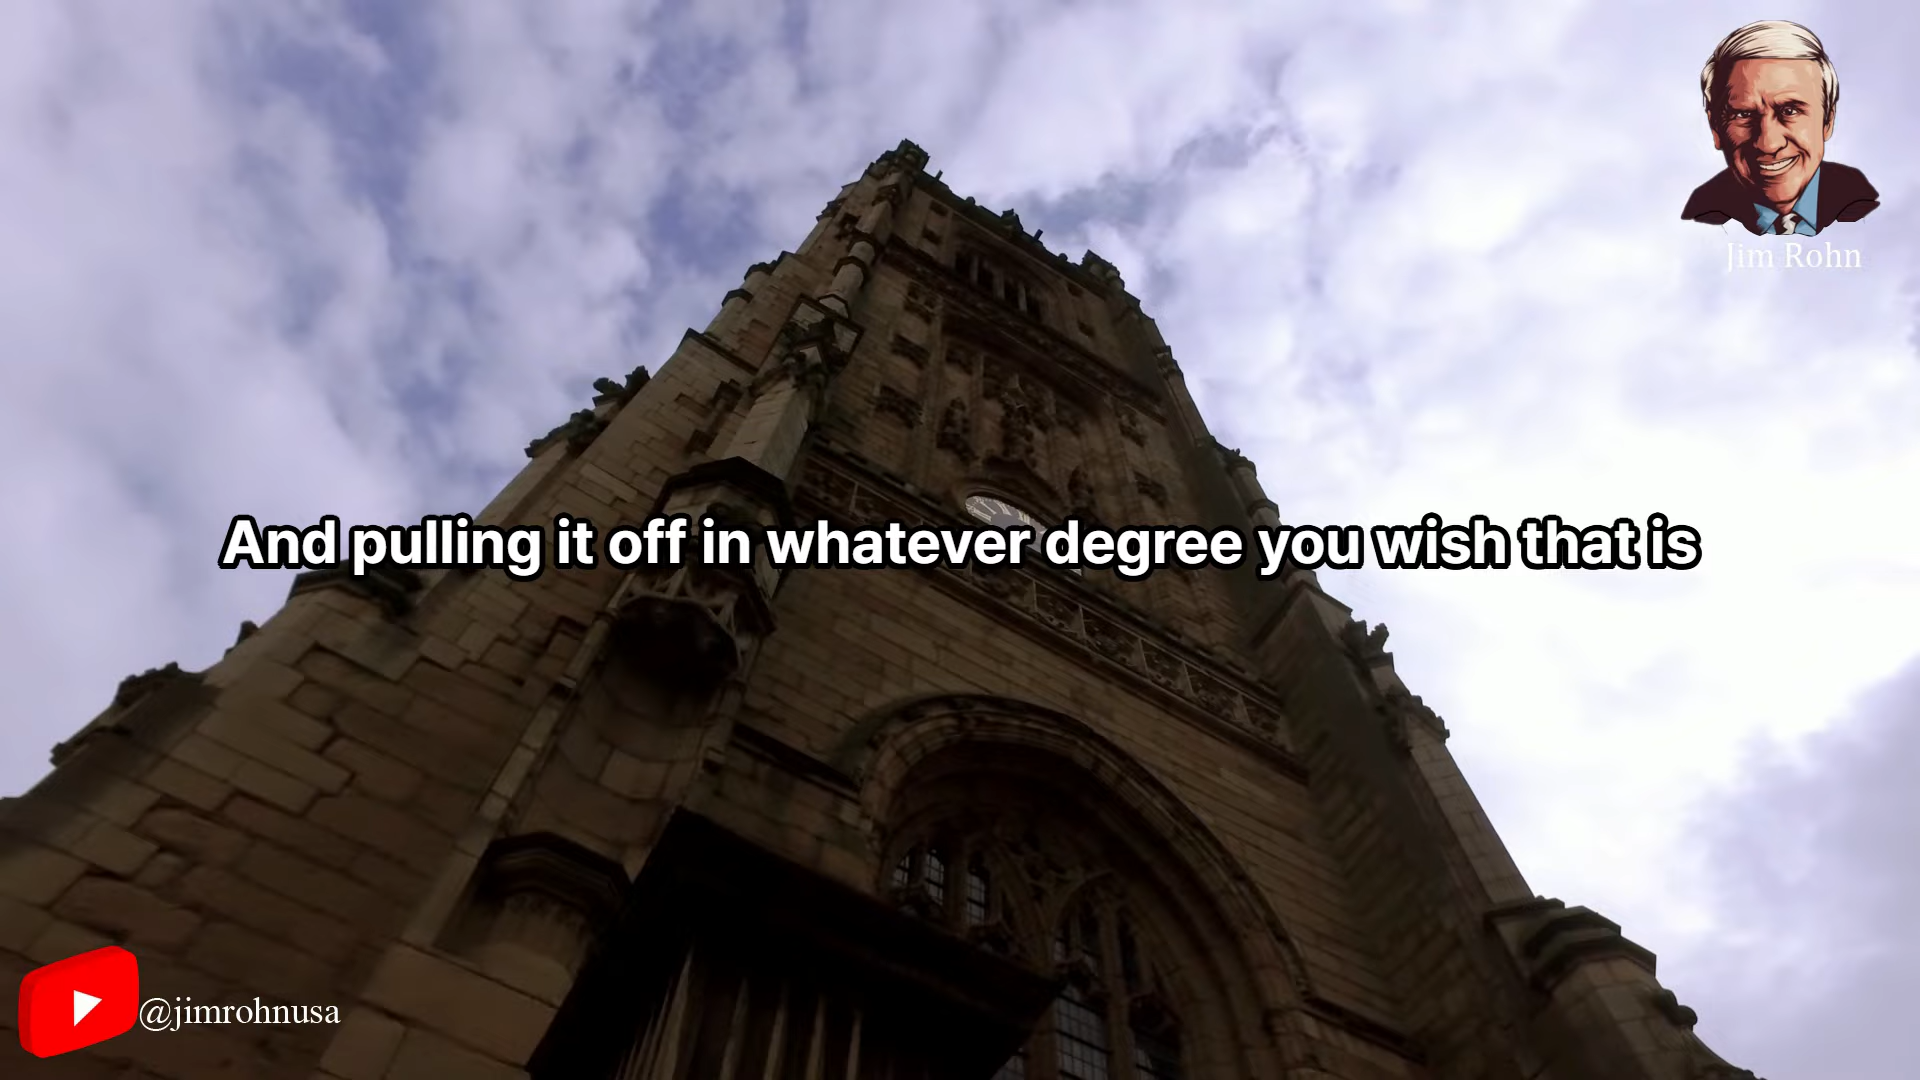 Jim Rohn
And pulling it off in whatever degree you wish that is
@jimrohnusa